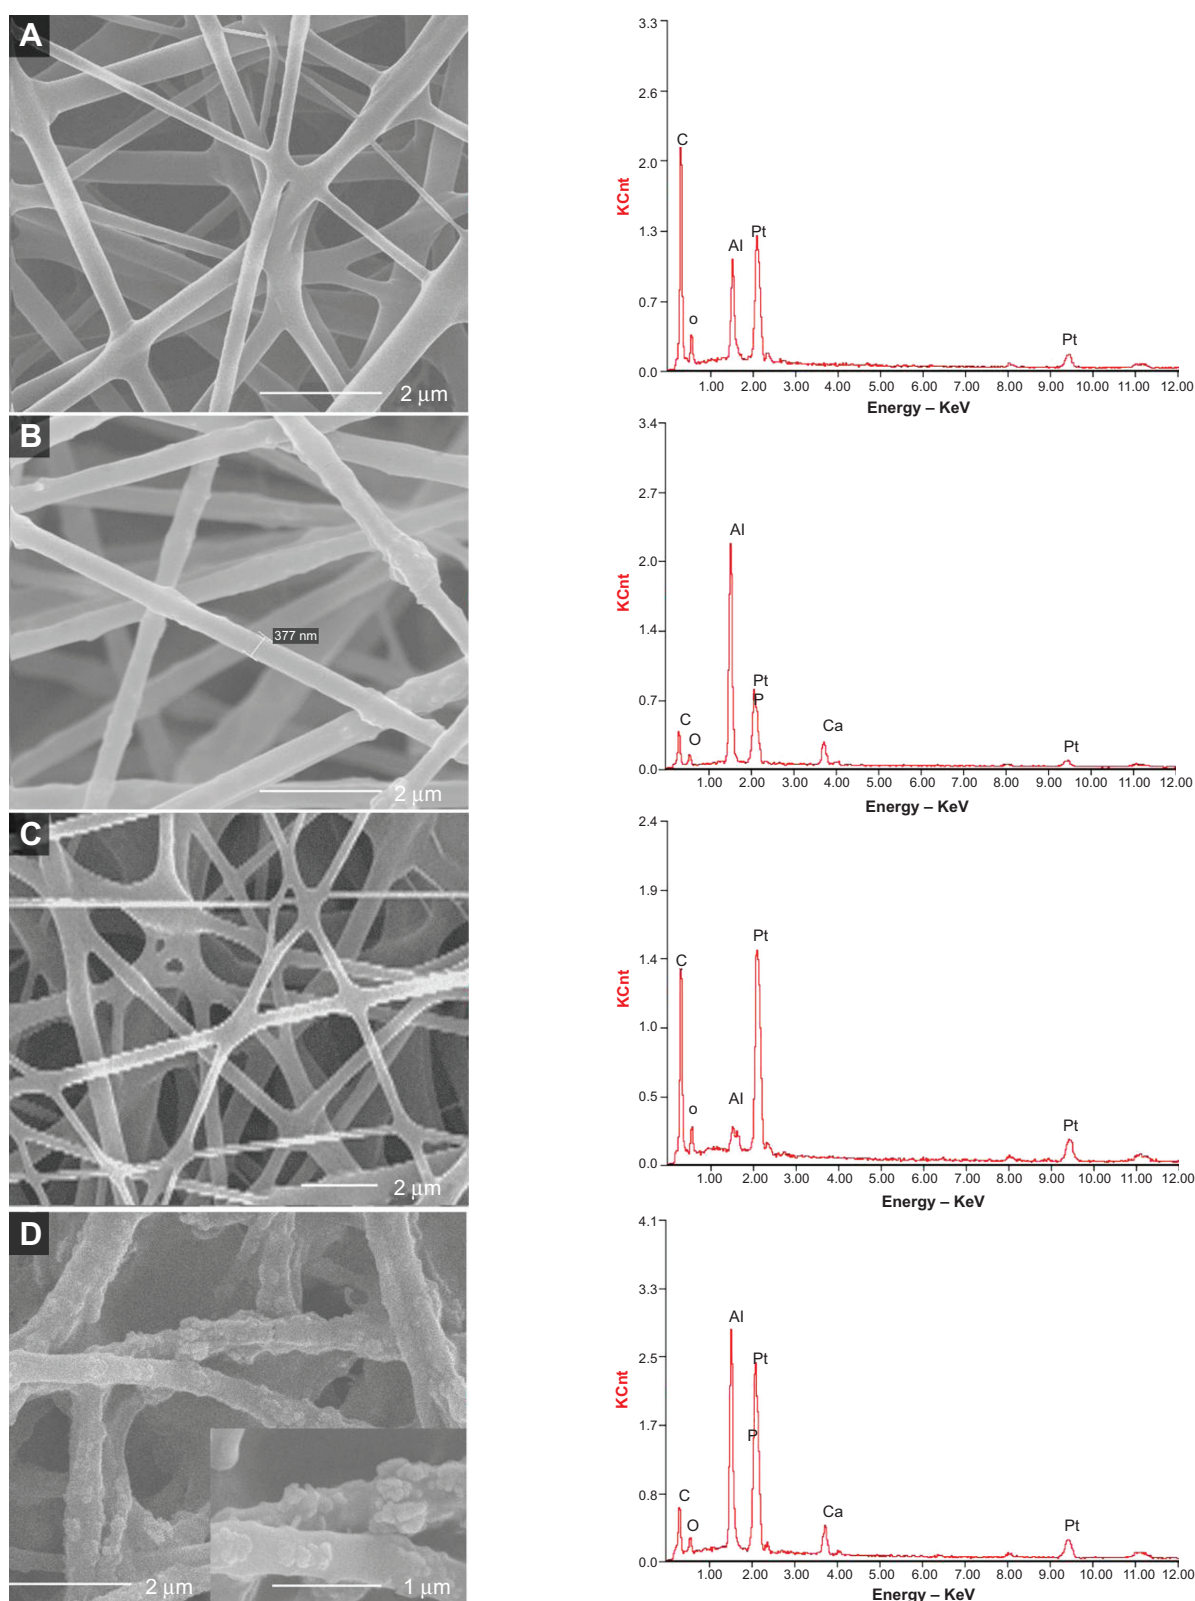 A
2 μm
3.3
2.6
2.0
1.3
0.7
0.0
KCnt
C
o
Al
Pt
Pt
1.00 2.00 3.00 4.00 5.00 6.00 7.00 8.00 9.00 10.00 11.00 12.00
Energy – KeV
B
377 nm
2 μm
3.4
2.7
2.0
1.4
0.7
0.0
KCnt
C
O
Al
Pt
P
Ca
Pt
1.00 2.00 3.00 4.00 5.00 6.00 7.00 8.00 9.00 10.00 11.00 12.00
Energy – KeV
C
2 μm
2.4
1.9
1.4
1.0
0.5
0.0
KCnt
C
o
Al
Pt
Pt
1.00 2.00 3.00 4.00 5.00 6.00 7.00 8.00 9.00 10.00 11.00 12.00
Energy – KeV
D
2 μm
1 μm
4.1
3.3
2.5
1.7
0.8
0.0
KCnt
C
O
Al
Pt
P
Ca
Pt
1.00 2.00 3.00 4.00 5.00 6.00 7.00 8.00 9.00 10.00 11.00 12.00
Energy – KeV